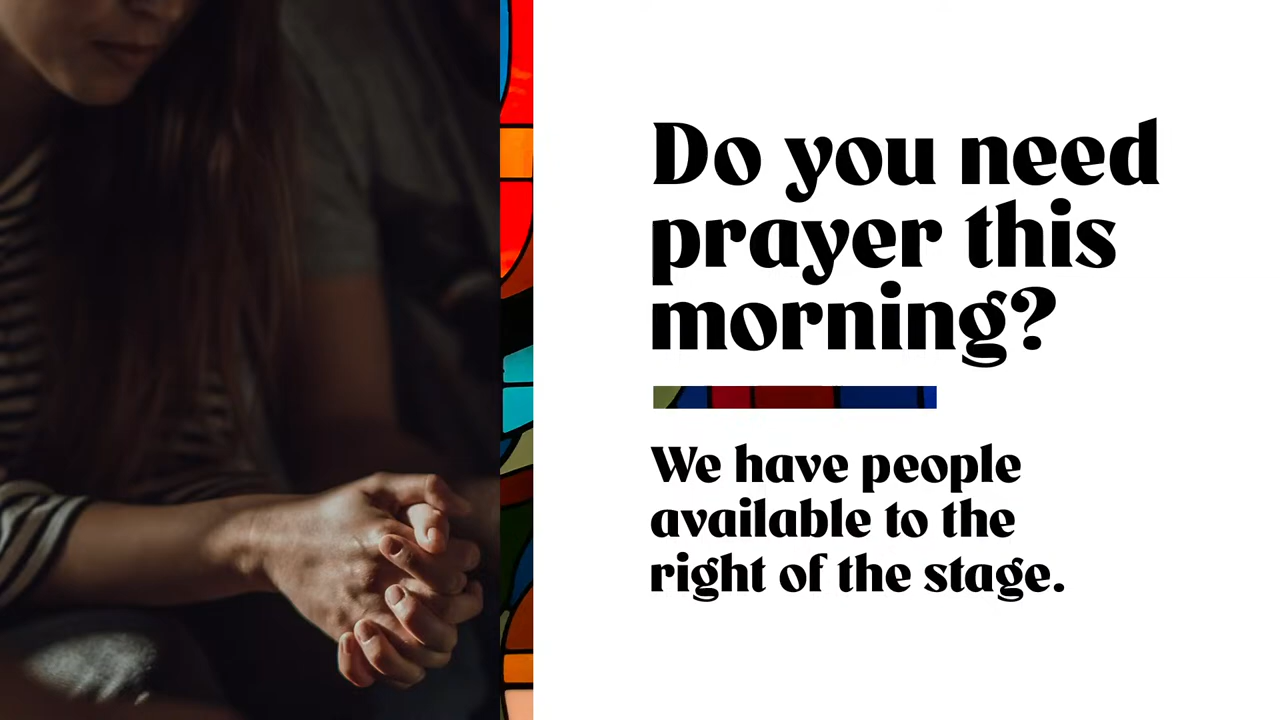 Do you need
prayer this
morning?
We have people
available to the
right of the stage.